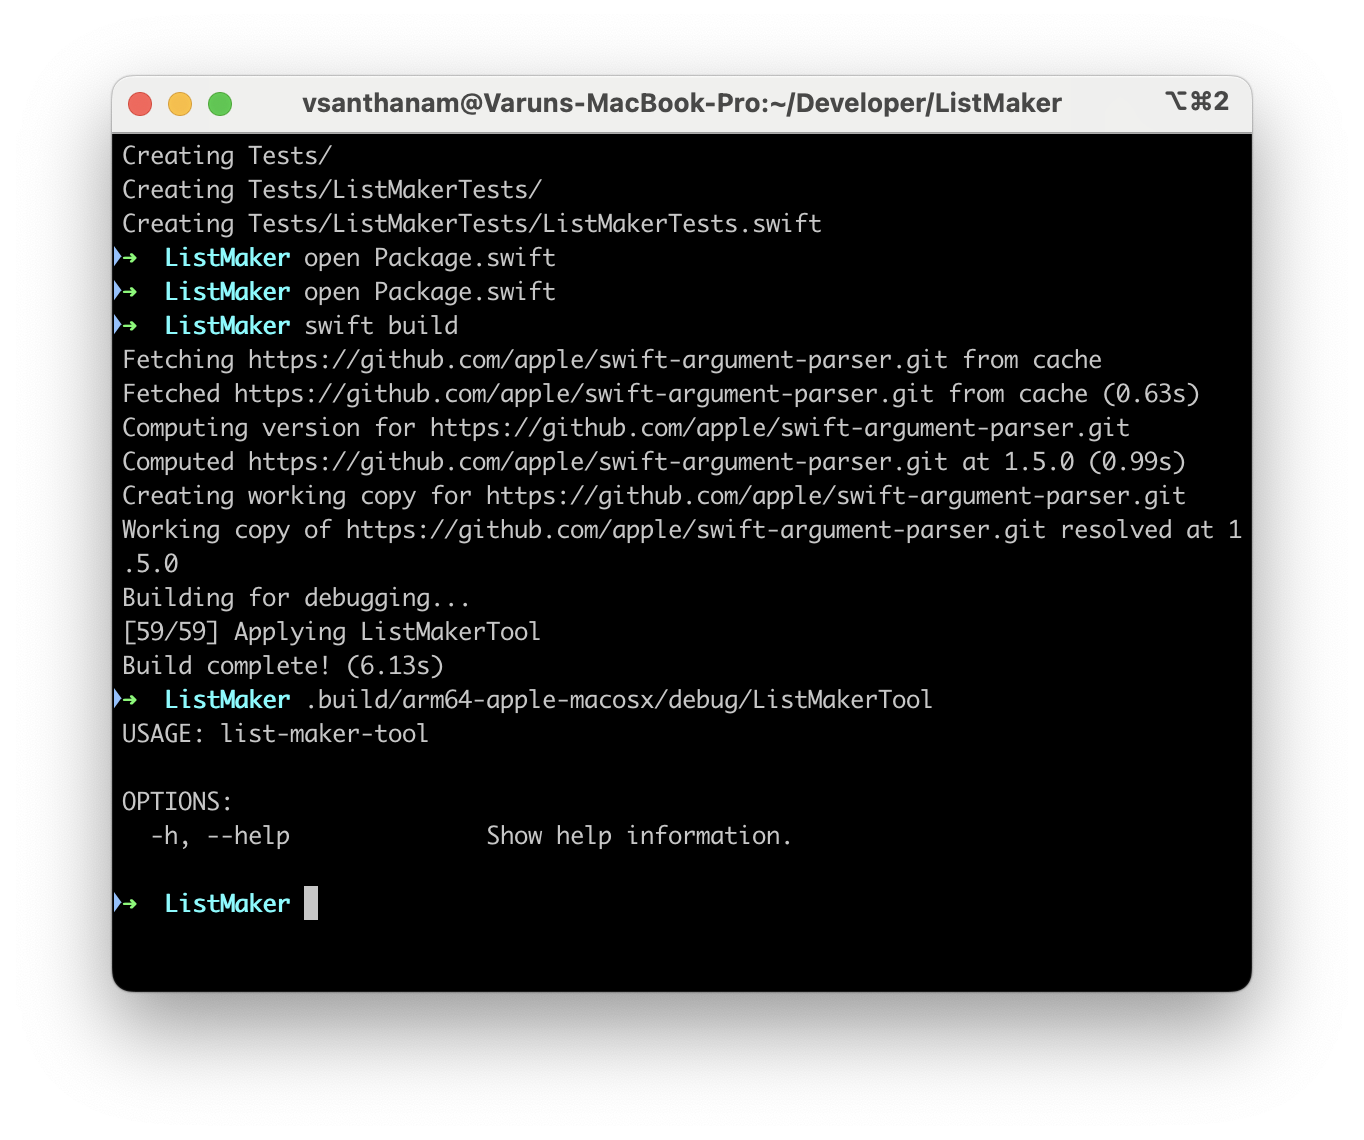 vsanthanam@Varuns-MacBook-Pro:~/Developer/ListMaker ⌥⌘2
Creating Tests/
Creating Tests/ListMakerTests/
Creating Tests/ListMakerTests/ListMakerTests.swift
➜  ListMaker open Package.swift
➜  ListMaker open Package.swift
➜  ListMaker swift build
Fetching https://github.com/apple/swift-argument-parser.git from cache
Fetched https://github.com/apple/swift-argument-parser.git from cache (0.63s)
Computing version for https://github.com/apple/swift-argument-parser.git
Computed https://github.com/apple/swift-argument-parser.git at 1.5.0 (0.99s)
Creating working copy for https://github.com/apple/swift-argument-parser.git
Working copy of https://github.com/apple/swift-argument-parser.git resolved at 1
.5.0
Building for debugging...
[59/59] Applying ListMakerTool
Build complete! (6.13s)
➜  ListMaker .build/arm64-apple-macosx/debug/ListMakerTool
USAGE: list-maker-tool
OPTIONS:
  -h, --help              Show help information.
➜  ListMaker